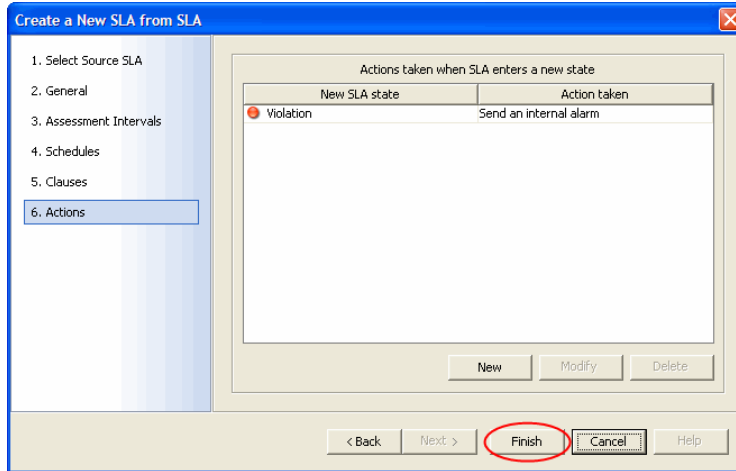 Create a New SLA from SLA
1. Select Source SLA
2. General
3. Assessment Intervals
4. Schedules
5. Clauses
6. Actions
Actions taken when SLA enters a new state
New SLA state Action taken
Violation Send an internal alarm
New Modify Delete
< Back Next > Finish Cancel Help